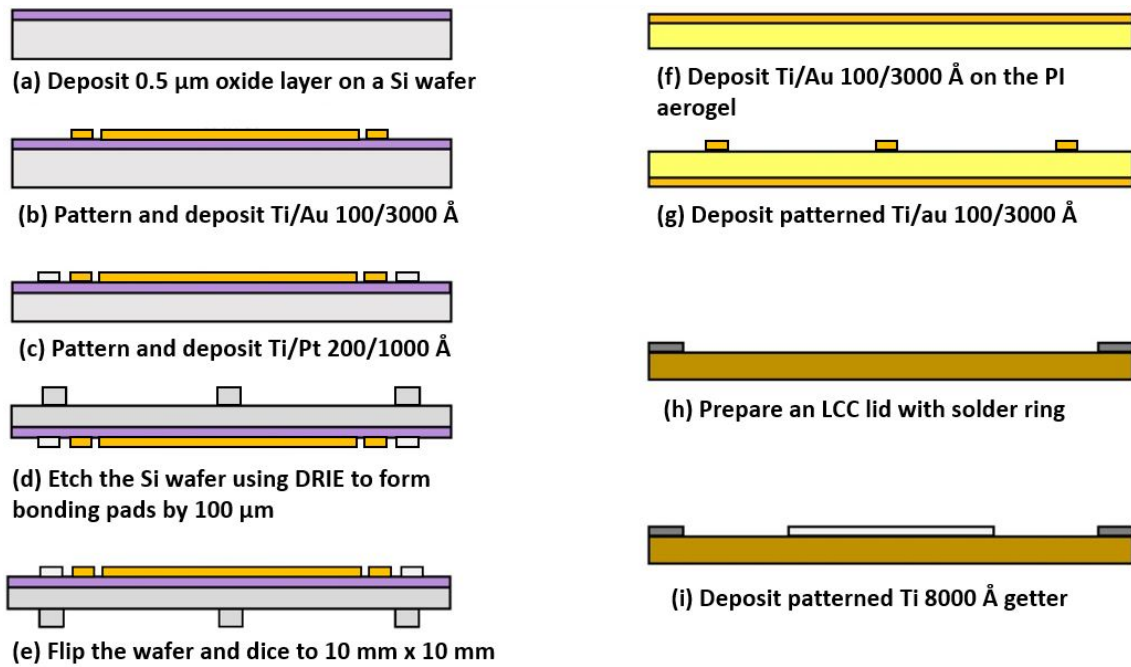 (a) Deposit 0.5 µm oxide layer on a Si wafer
(b) Pattern and deposit Ti/Au 100/3000 Å
(c) Pattern and deposit Ti/Pt 200/1000 Å
(d) Etch the Si wafer using DRIE to form
bonding pads by 100 µm
(e) Flip the wafer and dice to 10 mm x 10 mm
(f) Deposit Ti/Au 100/3000 Å on the PI
aerogel
(g) Deposit patterned Ti/au 100/3000 Å
(h) Prepare an LCC lid with solder ring
(i) Deposit patterned Ti 8000 Å getter